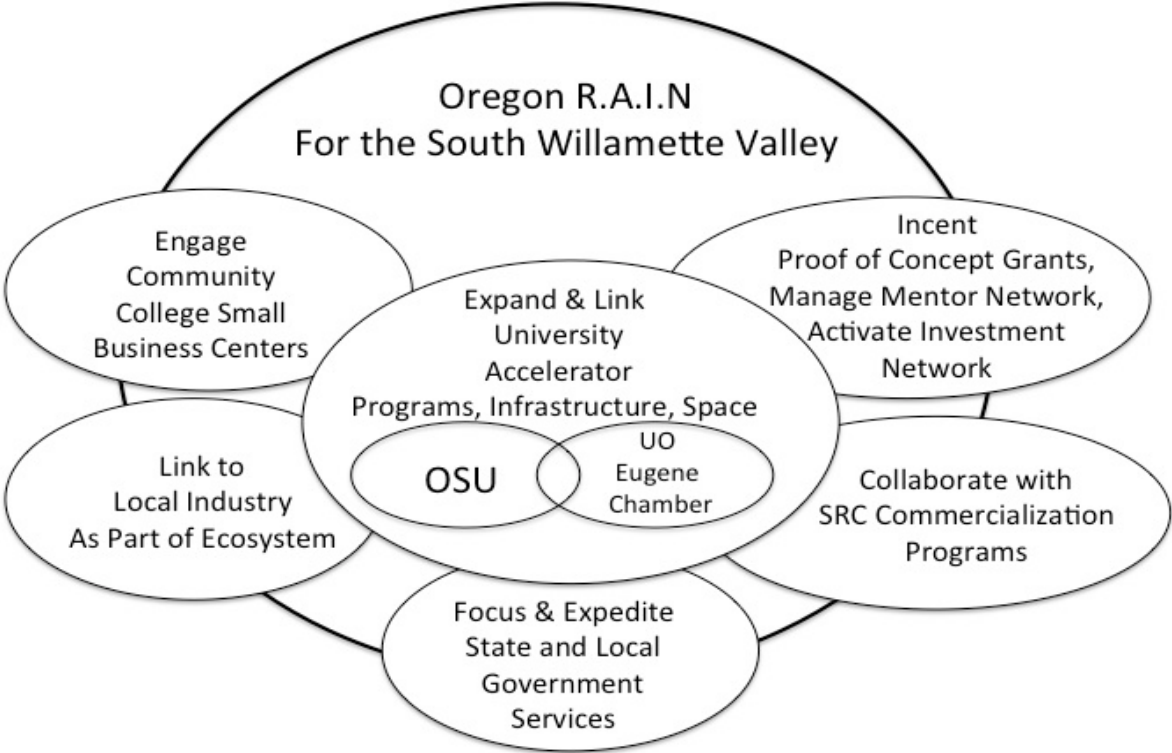 Oregon R.A.I.N
For the South Willamette Valley
Engage
Community
College Small
Business Centers
Incent
Proof of Concept Grants,
Manage Mentor Network,
Activate Investment
Network
Expand & Link
University
Accelerator
Programs, Infrastructure, Space
OSU
UO
Eugene
Chamber
Link to
Local Industry
As Part of Ecosystem
Collaborate with
SRC Commercialization
Programs
Focus & Expedite
State and Local
Government
Services